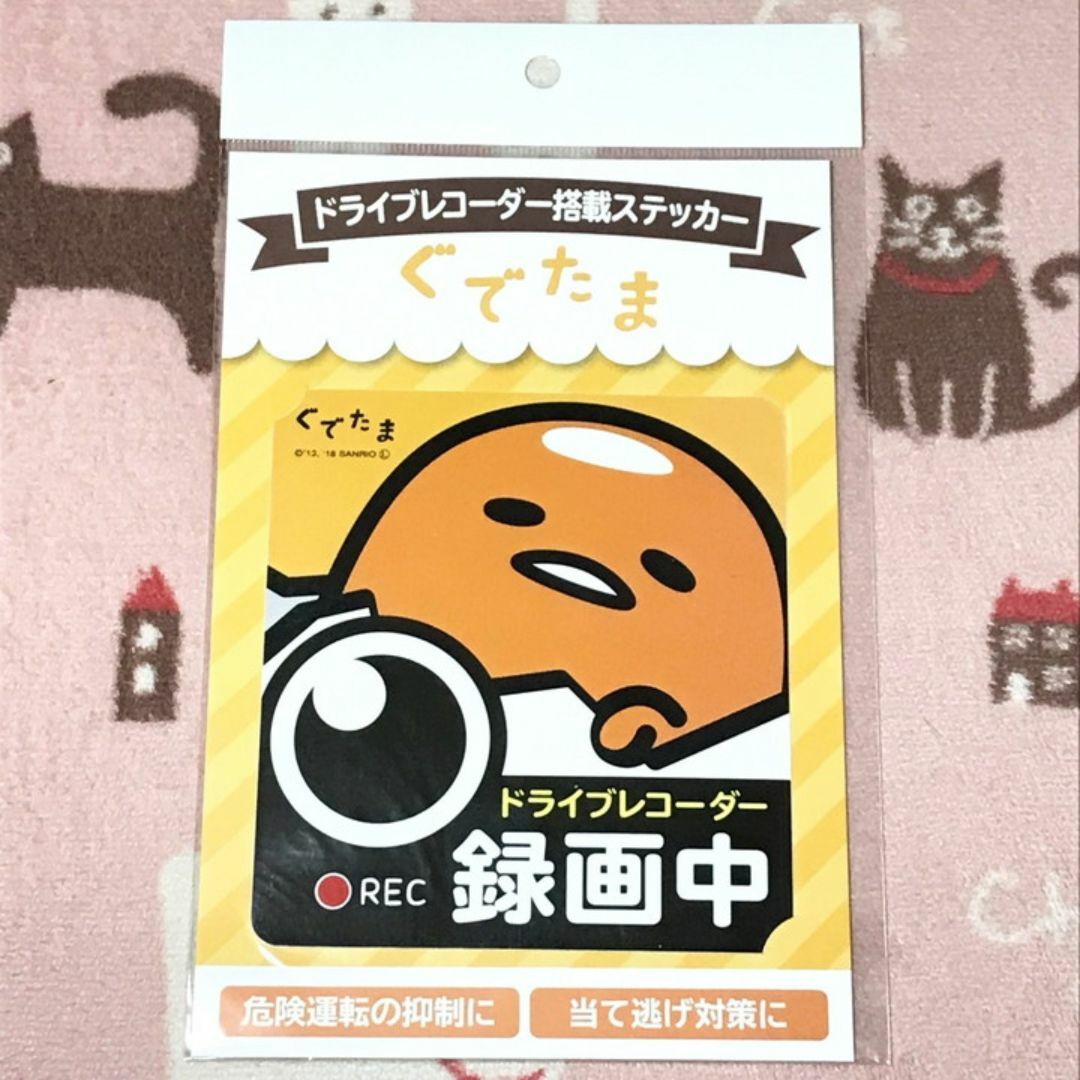 ドライブレコーダー搭載ステッカー
ぐでたま
ぐでたま
©'13, '18 SANRIO Ⓛ
ドライブレコーダー
REC 録画中
危険運転の抑制に
当て逃げ対策に